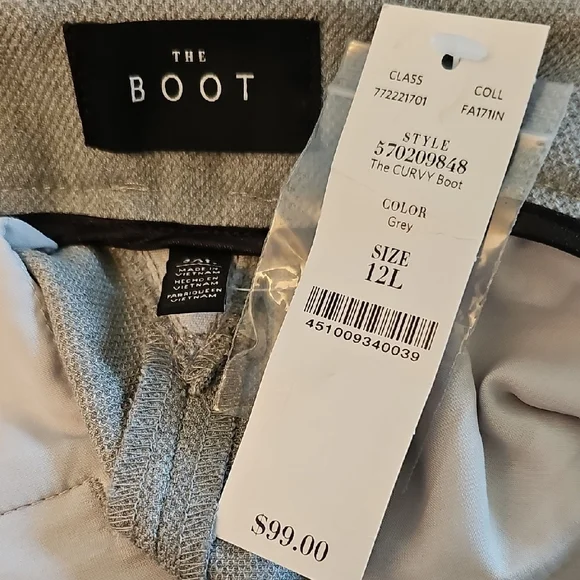 THE
BOOT
MADE IN
VIETNAM
HECHO EN
VIETNAM
FABRIQUÉ EN
VIETNAM
CLASS
772221701
COLL
FA171IN
STYLE
570209848
The CURVY Boot
COLOR
Grey
SIZE
12L
451009340039
$99.00